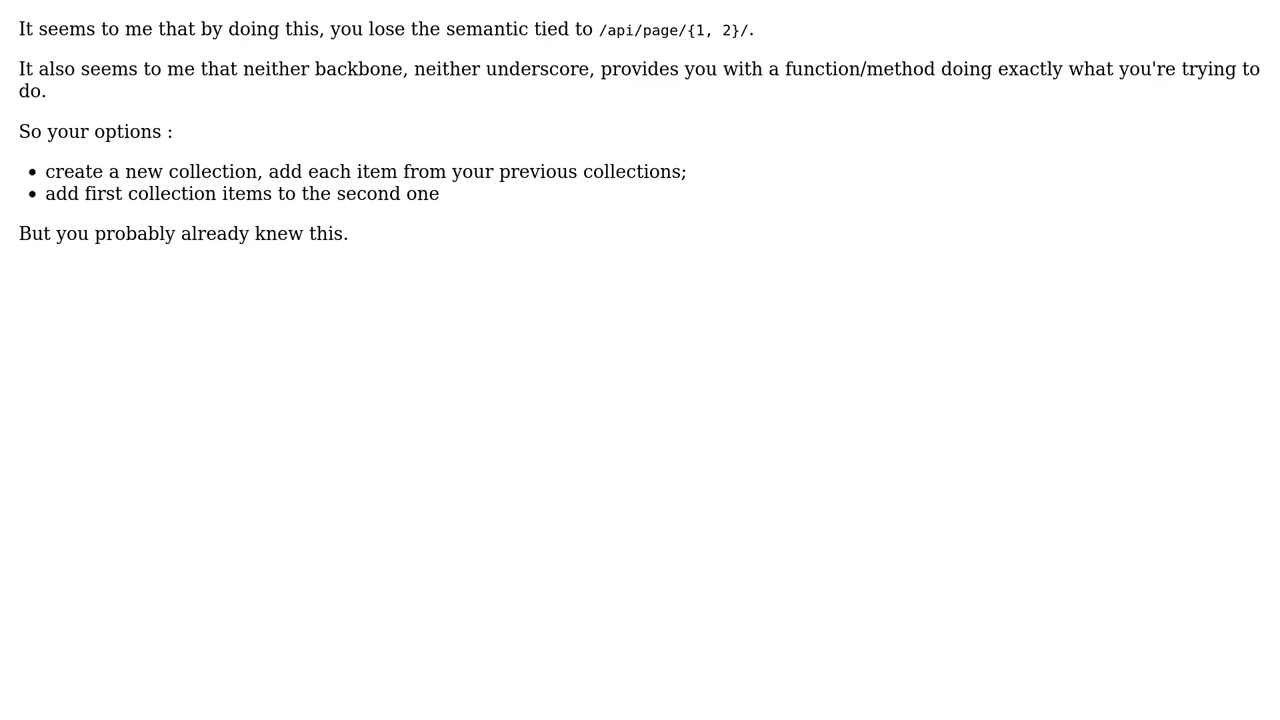 It seems to me that by doing this, you lose the semantic tied to /api/page/{1, 2}/.
It also seems to me that neither backbone, neither underscore, provides you with a function/method doing exactly what you're trying to
do.
So your options :
• create a new collection, add each item from your previous collections;
• add first collection items to the second one
But you probably already knew this.